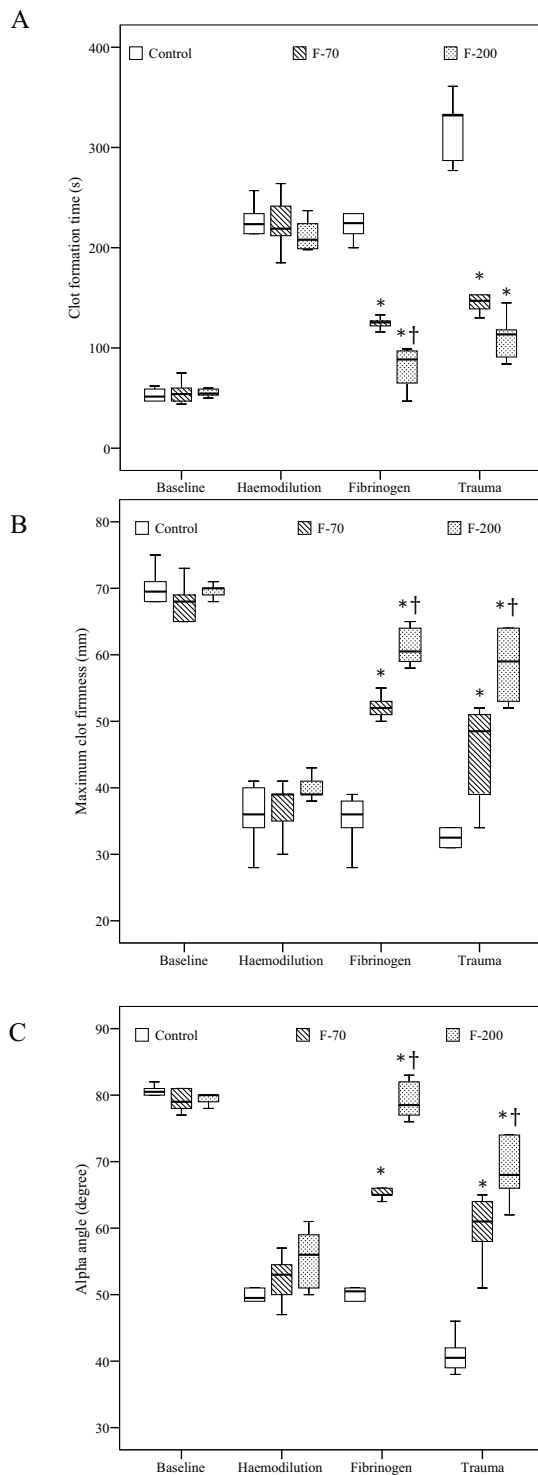 A
Control F-70 F-200
400
300
200
100
0
Clot formation time (s)
*
*†
*
*
Baseline Haemodilution Fibrinogen Trauma
B
Control F-70 F-200
80
70
60
50
40
30
20
Maximum clot firmness (mm)
*
*†
*
*†
Baseline Haemodilution Fibrinogen Trauma
C
Control F-70 F-200
90
80
70
60
50
40
30
Alpha angle (degree)
*
*†
*
*†
Baseline Haemodilution Fibrinogen Trauma